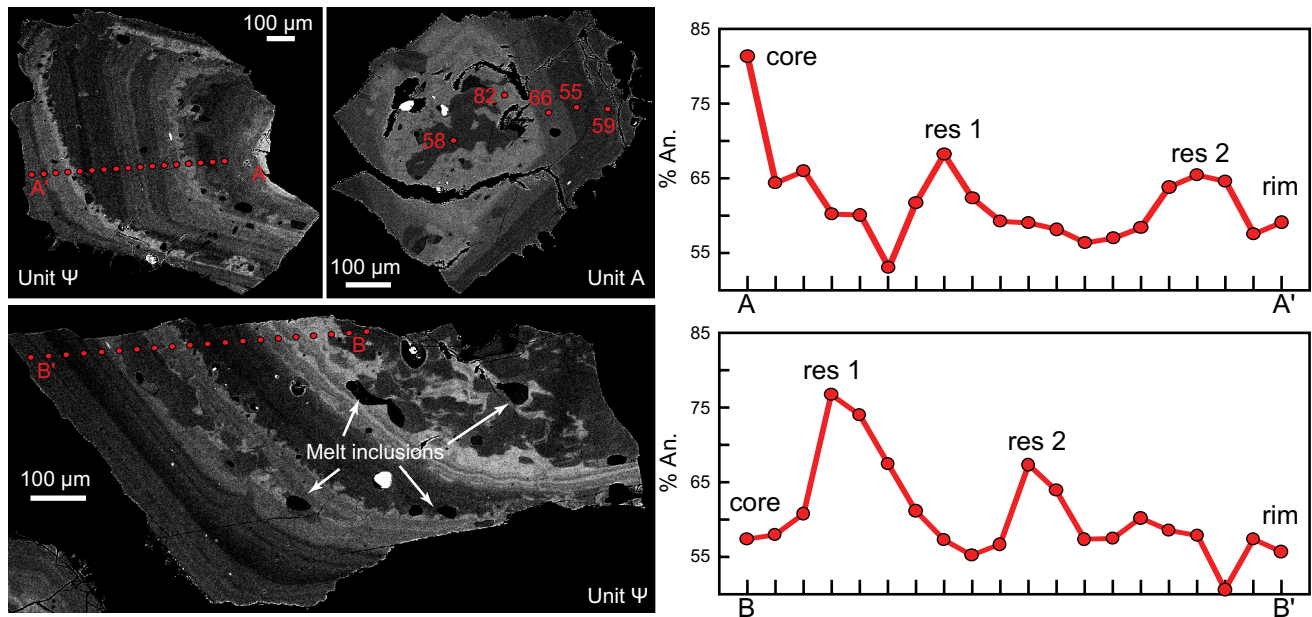 100 µm
A'
A
Unit Ψ
82
66
55
59
58
100 µm
Unit A
B
B'
Melt inclusions
100 µm
Unit Ψ
85
75
65
55
% An.
core
res 1
res 2
rim
A
A'
85
75
65
55
% An.
core
res 1
res 2
rim
B
B'